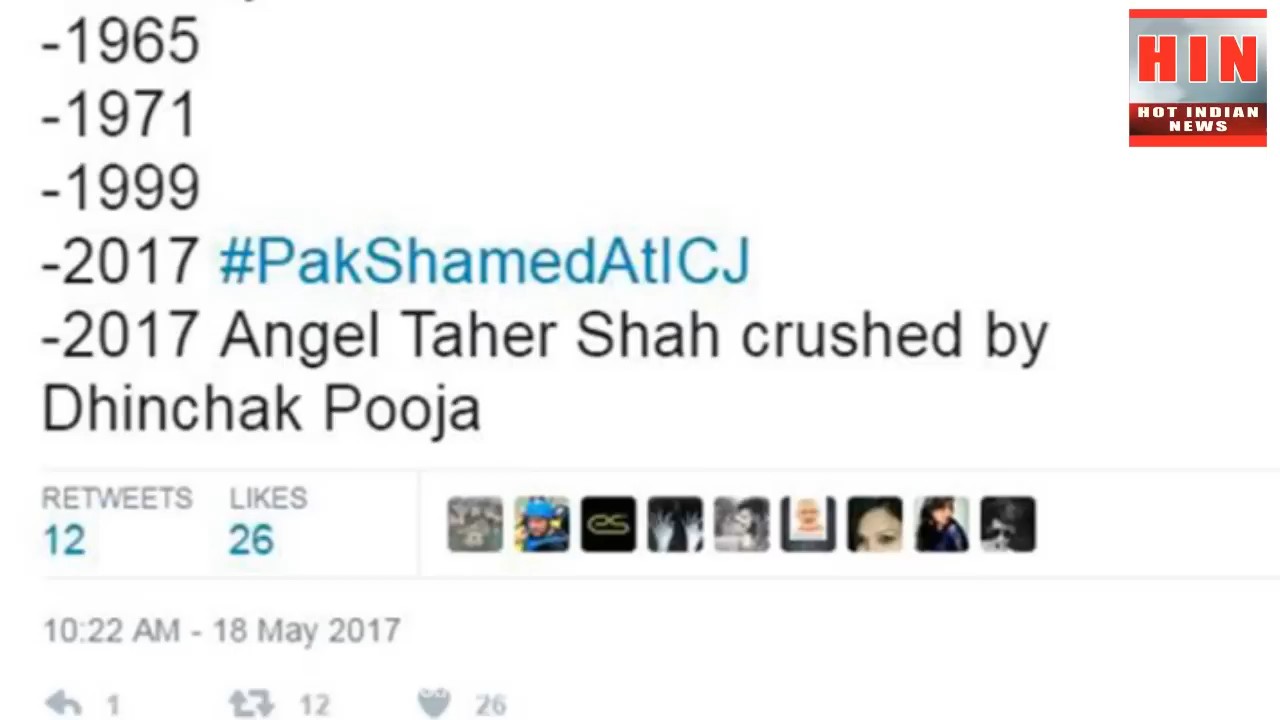 -1965
HIN
HOT INDIAN
NEWS
-1971
-1999
-2017 #PakShamedAtICJ
-2017 Angel Taher Shah crushed by
Dhinchak Pooja
RETWEETS LIKES
12 26
es
10:22 AM - 18 May 2017
1 12 26